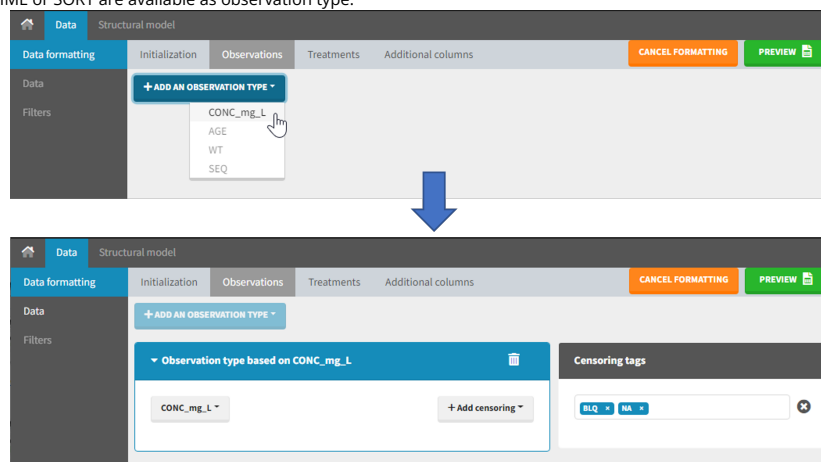 IME or SORT are available as observation type.
Data Structural model
Data formatting Initialization Observations Treatments Additional columns CANCEL FORMATTING PREVIEW
Data + ADD AN OBSERVATION TYPE
Filters CONC_mg_L
AGE
WT
SEQ
Data Structural model
Data formatting Initialization Observations Treatments Additional columns CANCEL FORMATTING PREVIEW
Data + ADD AN OBSERVATION TYPE
Filters
Observation type based on CONC_mg_L Censoring tags
CONC_mg_L + Add censoring BLQ × NA ×